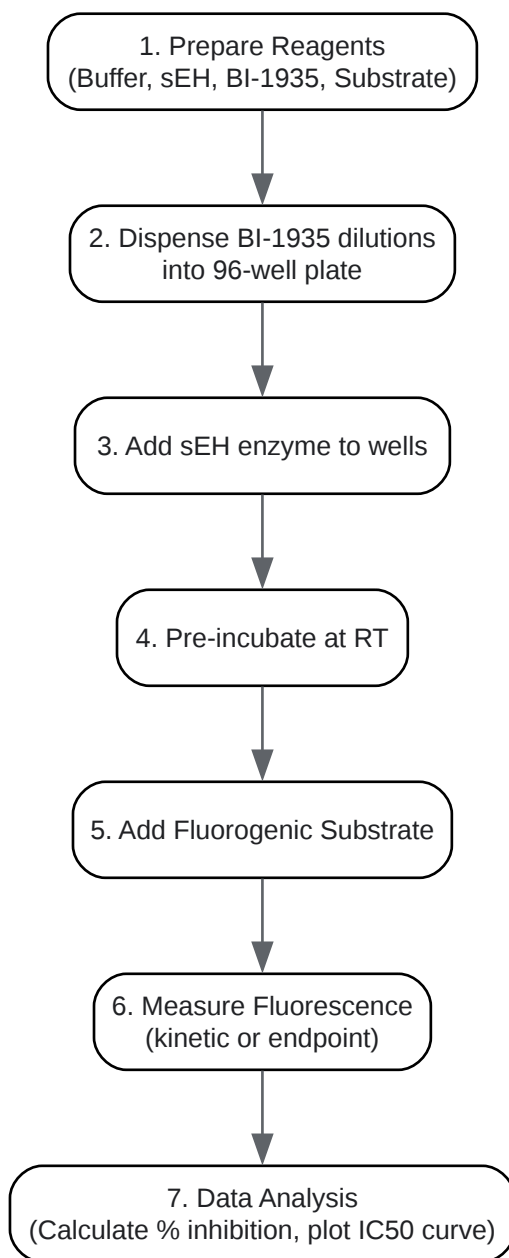 1. Prepare Reagents
(Buffer, sEH, BI-1935, Substrate)
2. Dispense BI-1935 dilutions
into 96-well plate
3. Add sEH enzyme to wells
4. Pre-incubate at RT
5. Add Fluorogenic Substrate
6. Measure Fluorescence
(kinetic or endpoint)
7. Data Analysis
(Calculate % inhibition, plot IC50 curve)